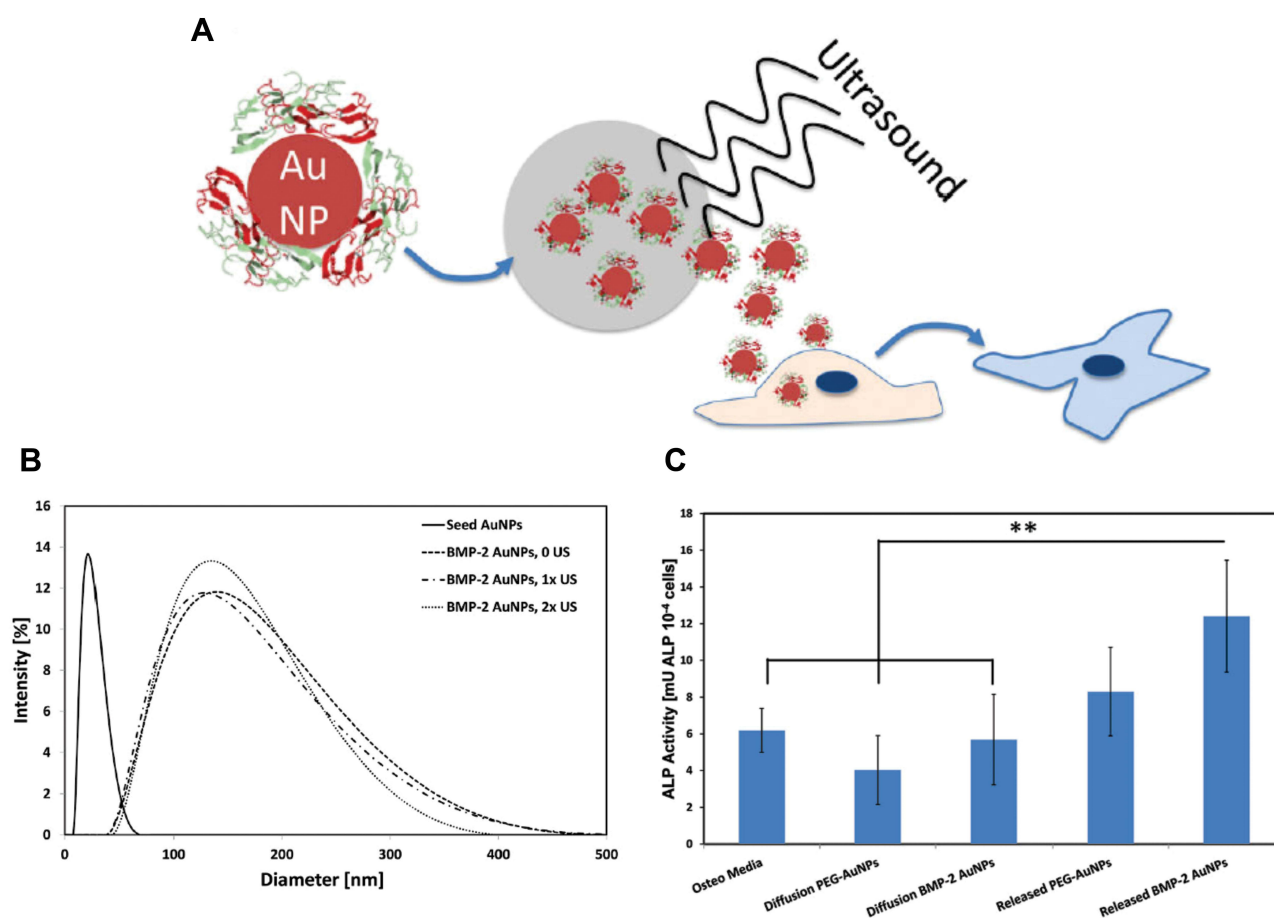 A
Au
NP
Ultrasound
B
16
14
12
10
8
6
4
2
0
Intensity [%]
0 100 200 300 400 500
Diameter [nm]
Seed AuNPs
BMP-2 AuNPs, 0 US
BMP-2 AuNPs, 1x US
BMP-2 AuNPs, 2x US
C
18
16
14
12
10
8
6
4
2
0
ALP Activity [mU ALP 10⁻⁴ cells]
**
Osteo Media
Diffusion PEG-AuNPs
Diffusion BMP-2 AuNPs
Released PEG-AuNPs
Released BMP-2 AuNPs